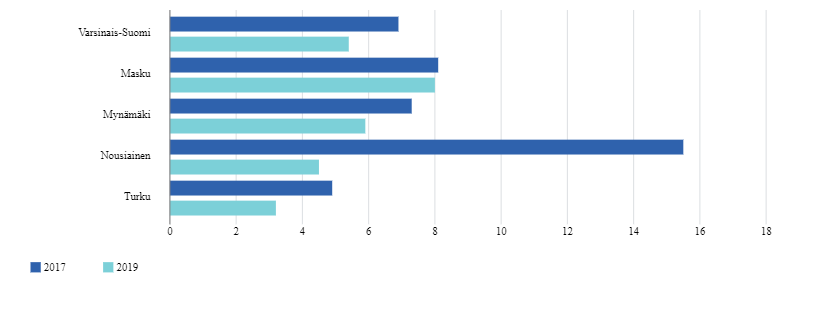 Varsinais-Suomi
Masku
Mynämäki
Nousiainen
Turku
0 2 4 6 8 10 12 14 16 18
2017 2019